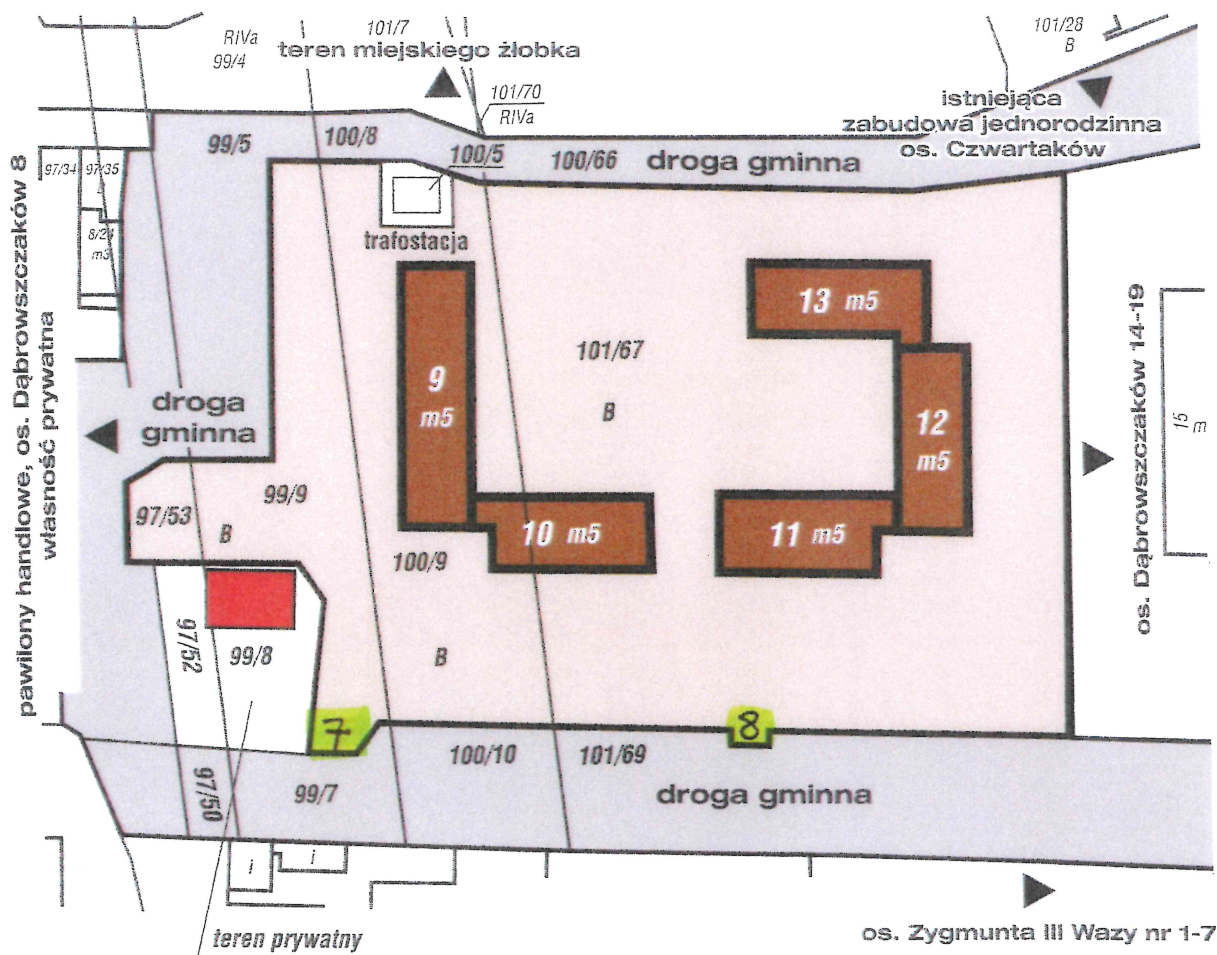 RIVa
99/4
101/7
teren miejskiego żłobka
101/28
B
101/70
RIVa
istniejąca
zabudowa jednorodzinna
os. Czwartaków
99/5
100/8
100/5
100/66
droga gminna
97/34
97/35
8/24
m3
trafostacja
pawilony handlowe, os. Dąbrowszczaków 8
własność prywatna
13 m5
101/67
B
9
m5
12
m5
os. Dąbrowszczaków 14-19
15
m
droga
gminna
99/9
97/53
B
10 m5
11 m5
100/9
97/52
99/8
B
7
8
100/10
101/69
97/50
99/7
droga gminna
i
i
teren prywatny
os. Zygmunta III Wazy nr 1-7